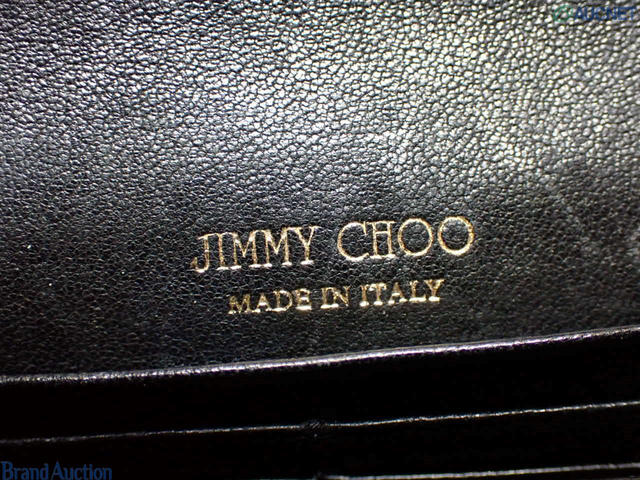 JIMMY CHOO
MADE IN ITALY
Brand Auction